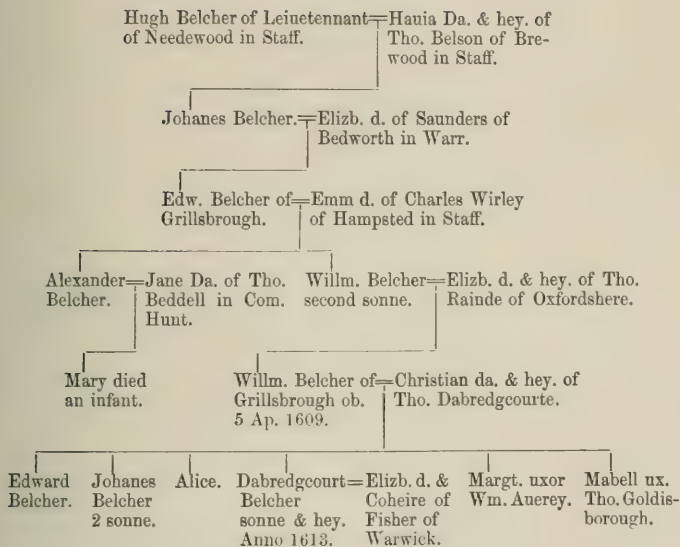 Hugh Belcher of Leiuetennant═Hauia Da. & hey. of
of Needewood in Staff.
Tho. Belson of Bre-
wood in Staff.
Johanes Belcher.═Elizb. d. of Saunders of
Bedworth in Warr.
Edw. Belcher of═Emm d. of Charles Wirley
Grillsbrough.
of Hampsted in Staff.
Alexander═Jane Da. of Tho.
Belcher.
Beddell in Com.
Hunt.
Willm. Belcher═Elizb. d. & hey. of Tho.
second sonne.
Rainde of Oxfordshere.
Mary died
an infant.
Willm. Belcher of═Christian da. & hey. of
Grillsbrough ob.
5 Ap. 1609.
Tho. Dabredgcourte.
Edward
Belcher.
Johanes
Belcher
2 sonne.
Alice.
Dabredgcourt═Elizb. d. &
Belcher
sonne & hey.
Anno 1613.
Coheire of
Fisher of
Warwick.
Margt. uxor
Wm. Auerey.
Mabell ux.
Tho. Goldis-
borough.